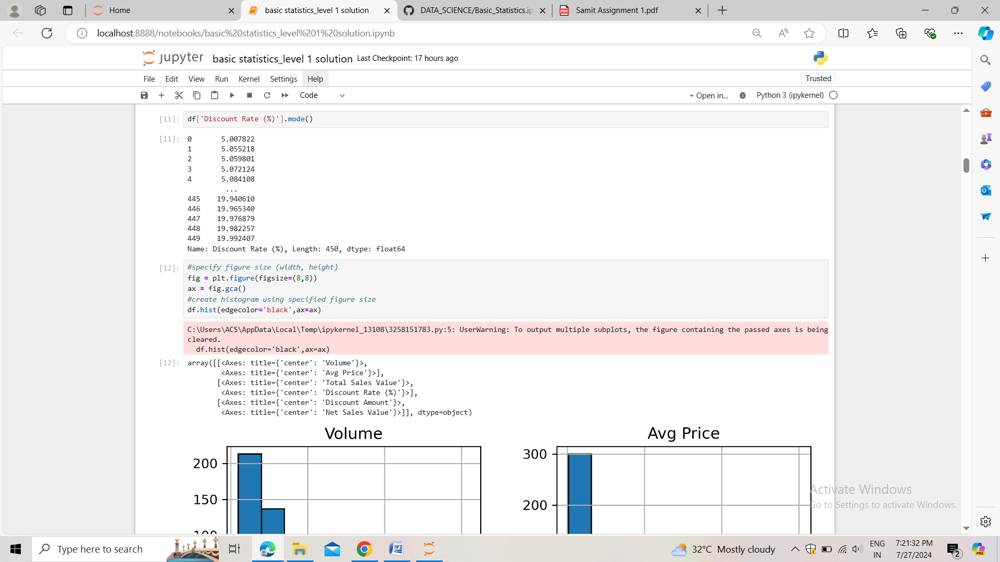 Home
basic statistics_level 1 solution
DATA_SCIENCE/Basic_Statistics.ip
Samit Assignment 1.pdf
localhost:8888/notebooks/basic%20statistics_level%201%20solution.ipynb
jupyter basic statistics_level 1 solution Last Checkpoint: 17 hours ago
File Edit View Run Kernel Settings Help
Trusted
Code
Open in...
Python 3 (ipykernel)
[11]: df['Discount Rate (%)'].mode()
[11]: 0 5.007822
1 5.055218
2 5.059801
3 5.072124
4 5.084108
...
445 19.940610
446 19.965340
447 19.976879
448 19.982257
449 19.992407
Name: Discount Rate (%), Length: 450, dtype: float64
[12]: #specify figure size (width, height)
fig = plt.figure(figsize=(8,8))
ax = fig.gca()
#create histogram using specified figure size
df.hist(edgecolor='black',ax=ax)
C:\Users\ACS\AppData\Local\Temp\ipykernel_13108\3258151783.py:5: UserWarning: To output multiple subplots, the figure containing the passed axes is being
cleared.
df.hist(edgecolor='black',ax=ax)
[12]: array([[<Axes: title={'center': 'Volume'}>,
<Axes: title={'center': 'Avg Price'}>],
[<Axes: title={'center': 'Total Sales Value'}>,
<Axes: title={'center': 'Discount Rate (%)'}>],
[<Axes: title={'center': 'Discount Amount'}>,
<Axes: title={'center': 'Net Sales Value'}>]], dtype=object)
Volume
200
150
100
Avg Price
300
200
Activate Windows
Go to Settings to activate Windows.
Type here to search
32°C Mostly cloudy
ENG
IN
7:21:32 PM
7/27/2024
2
PRE